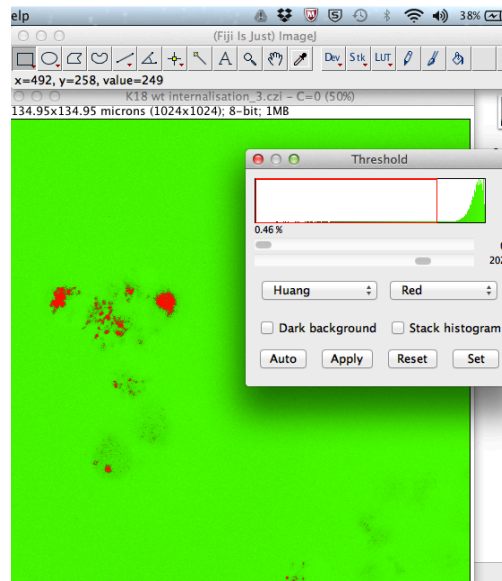 elp
38%
(Fiji Is Just) ImageJ
A
Dev Stk LUT
x=492, y=258, value=249
K18 wt internalisation_3.czi - C=0 (50%)
134.95x134.95 microns (1024x1024); 8-bit; 1MB
Threshold
0.46 %
0
202
Huang
Red
Dark background
Stack histogram
Auto
Apply
Reset
Set